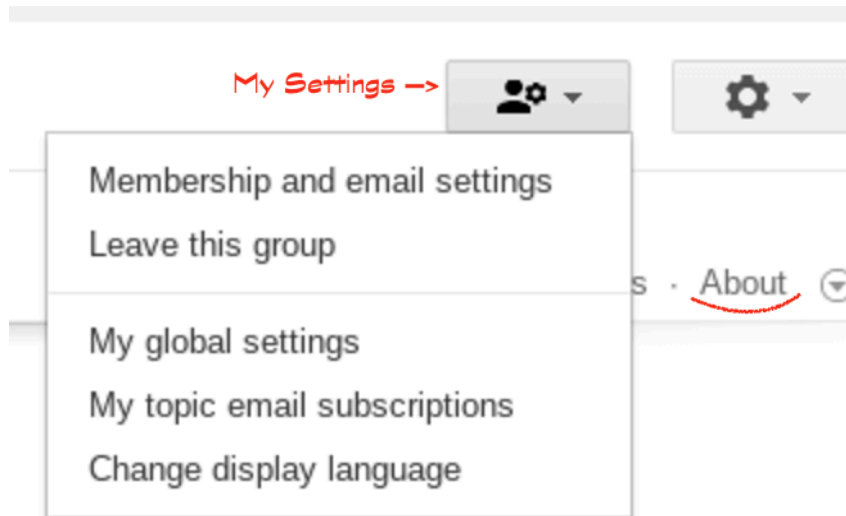 My Settings —>
Membership and email settings
Leave this group
s · About
My global settings
My topic email subscriptions
Change display language